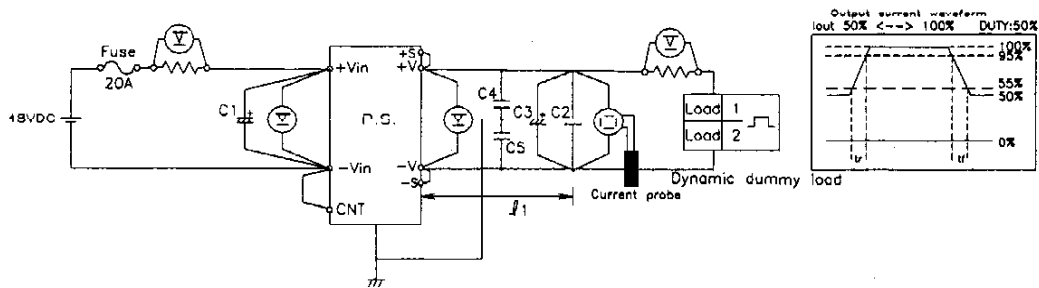 Output current waveform
Iout 50% <--> 100% DUTY:50%
Fuse
20A
V
V
+S
+V
+Vin
100%
95%
C1
V
P.S.
V
C4
C3
C2
C5
Load 1
Load 2
55%
50%
48VDC
0%
-Vin
-V
-S
tr
tf
CNT
ℓ1
Current probe
Dynamic dummy load